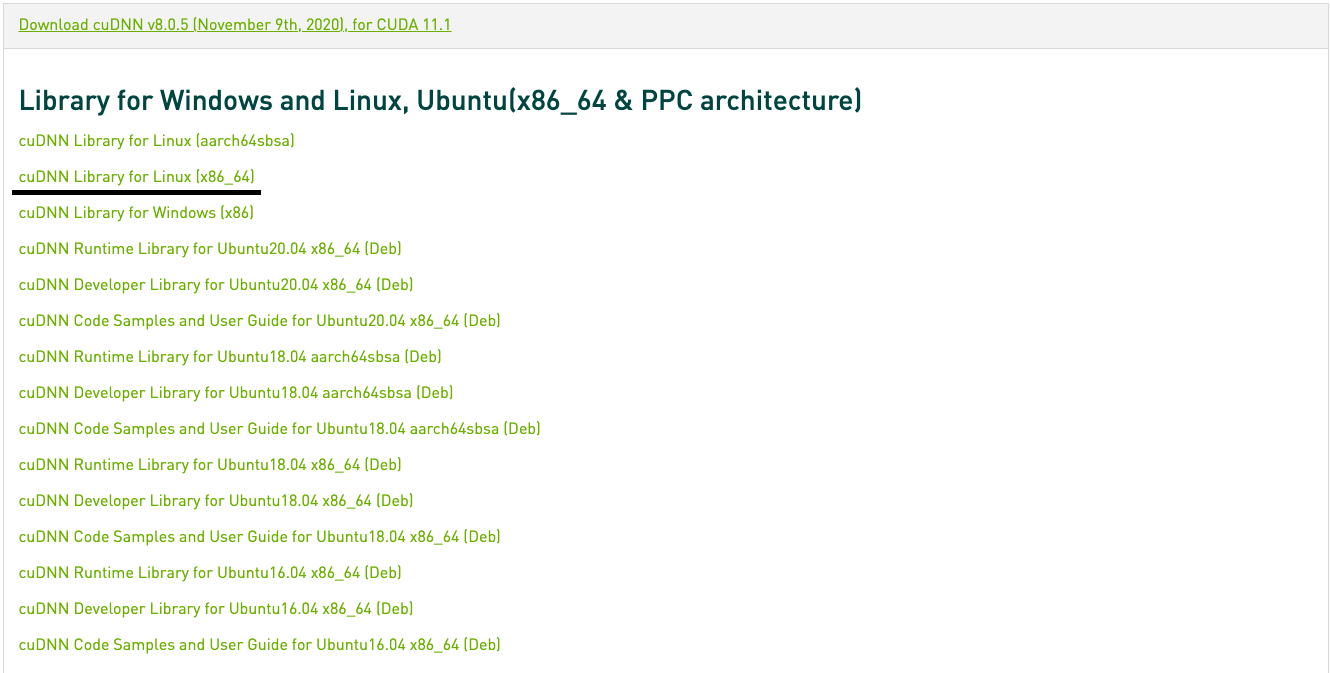 Download cuDNN v8.0.5 (November 9th, 2020), for CUDA 11.1
Library for Windows and Linux, Ubuntu(x86_64 & PPC architecture)
cuDNN Library for Linux (aarch64sbsa)
cuDNN Library for Linux (x86_64)
cuDNN Library for Windows (x86)
cuDNN Runtime Library for Ubuntu20.04 x86_64 (Deb)
cuDNN Developer Library for Ubuntu20.04 x86_64 (Deb)
cuDNN Code Samples and User Guide for Ubuntu20.04 x86_64 (Deb)
cuDNN Runtime Library for Ubuntu18.04 aarch64sbsa (Deb)
cuDNN Developer Library for Ubuntu18.04 aarch64sbsa (Deb)
cuDNN Code Samples and User Guide for Ubuntu18.04 aarch64sbsa (Deb)
cuDNN Runtime Library for Ubuntu18.04 x86_64 (Deb)
cuDNN Developer Library for Ubuntu18.04 x86_64 (Deb)
cuDNN Code Samples and User Guide for Ubuntu18.04 x86_64 (Deb)
cuDNN Runtime Library for Ubuntu16.04 x86_64 (Deb)
cuDNN Developer Library for Ubuntu16.04 x86_64 (Deb)
cuDNN Code Samples and User Guide for Ubuntu16.04 x86_64 (Deb)